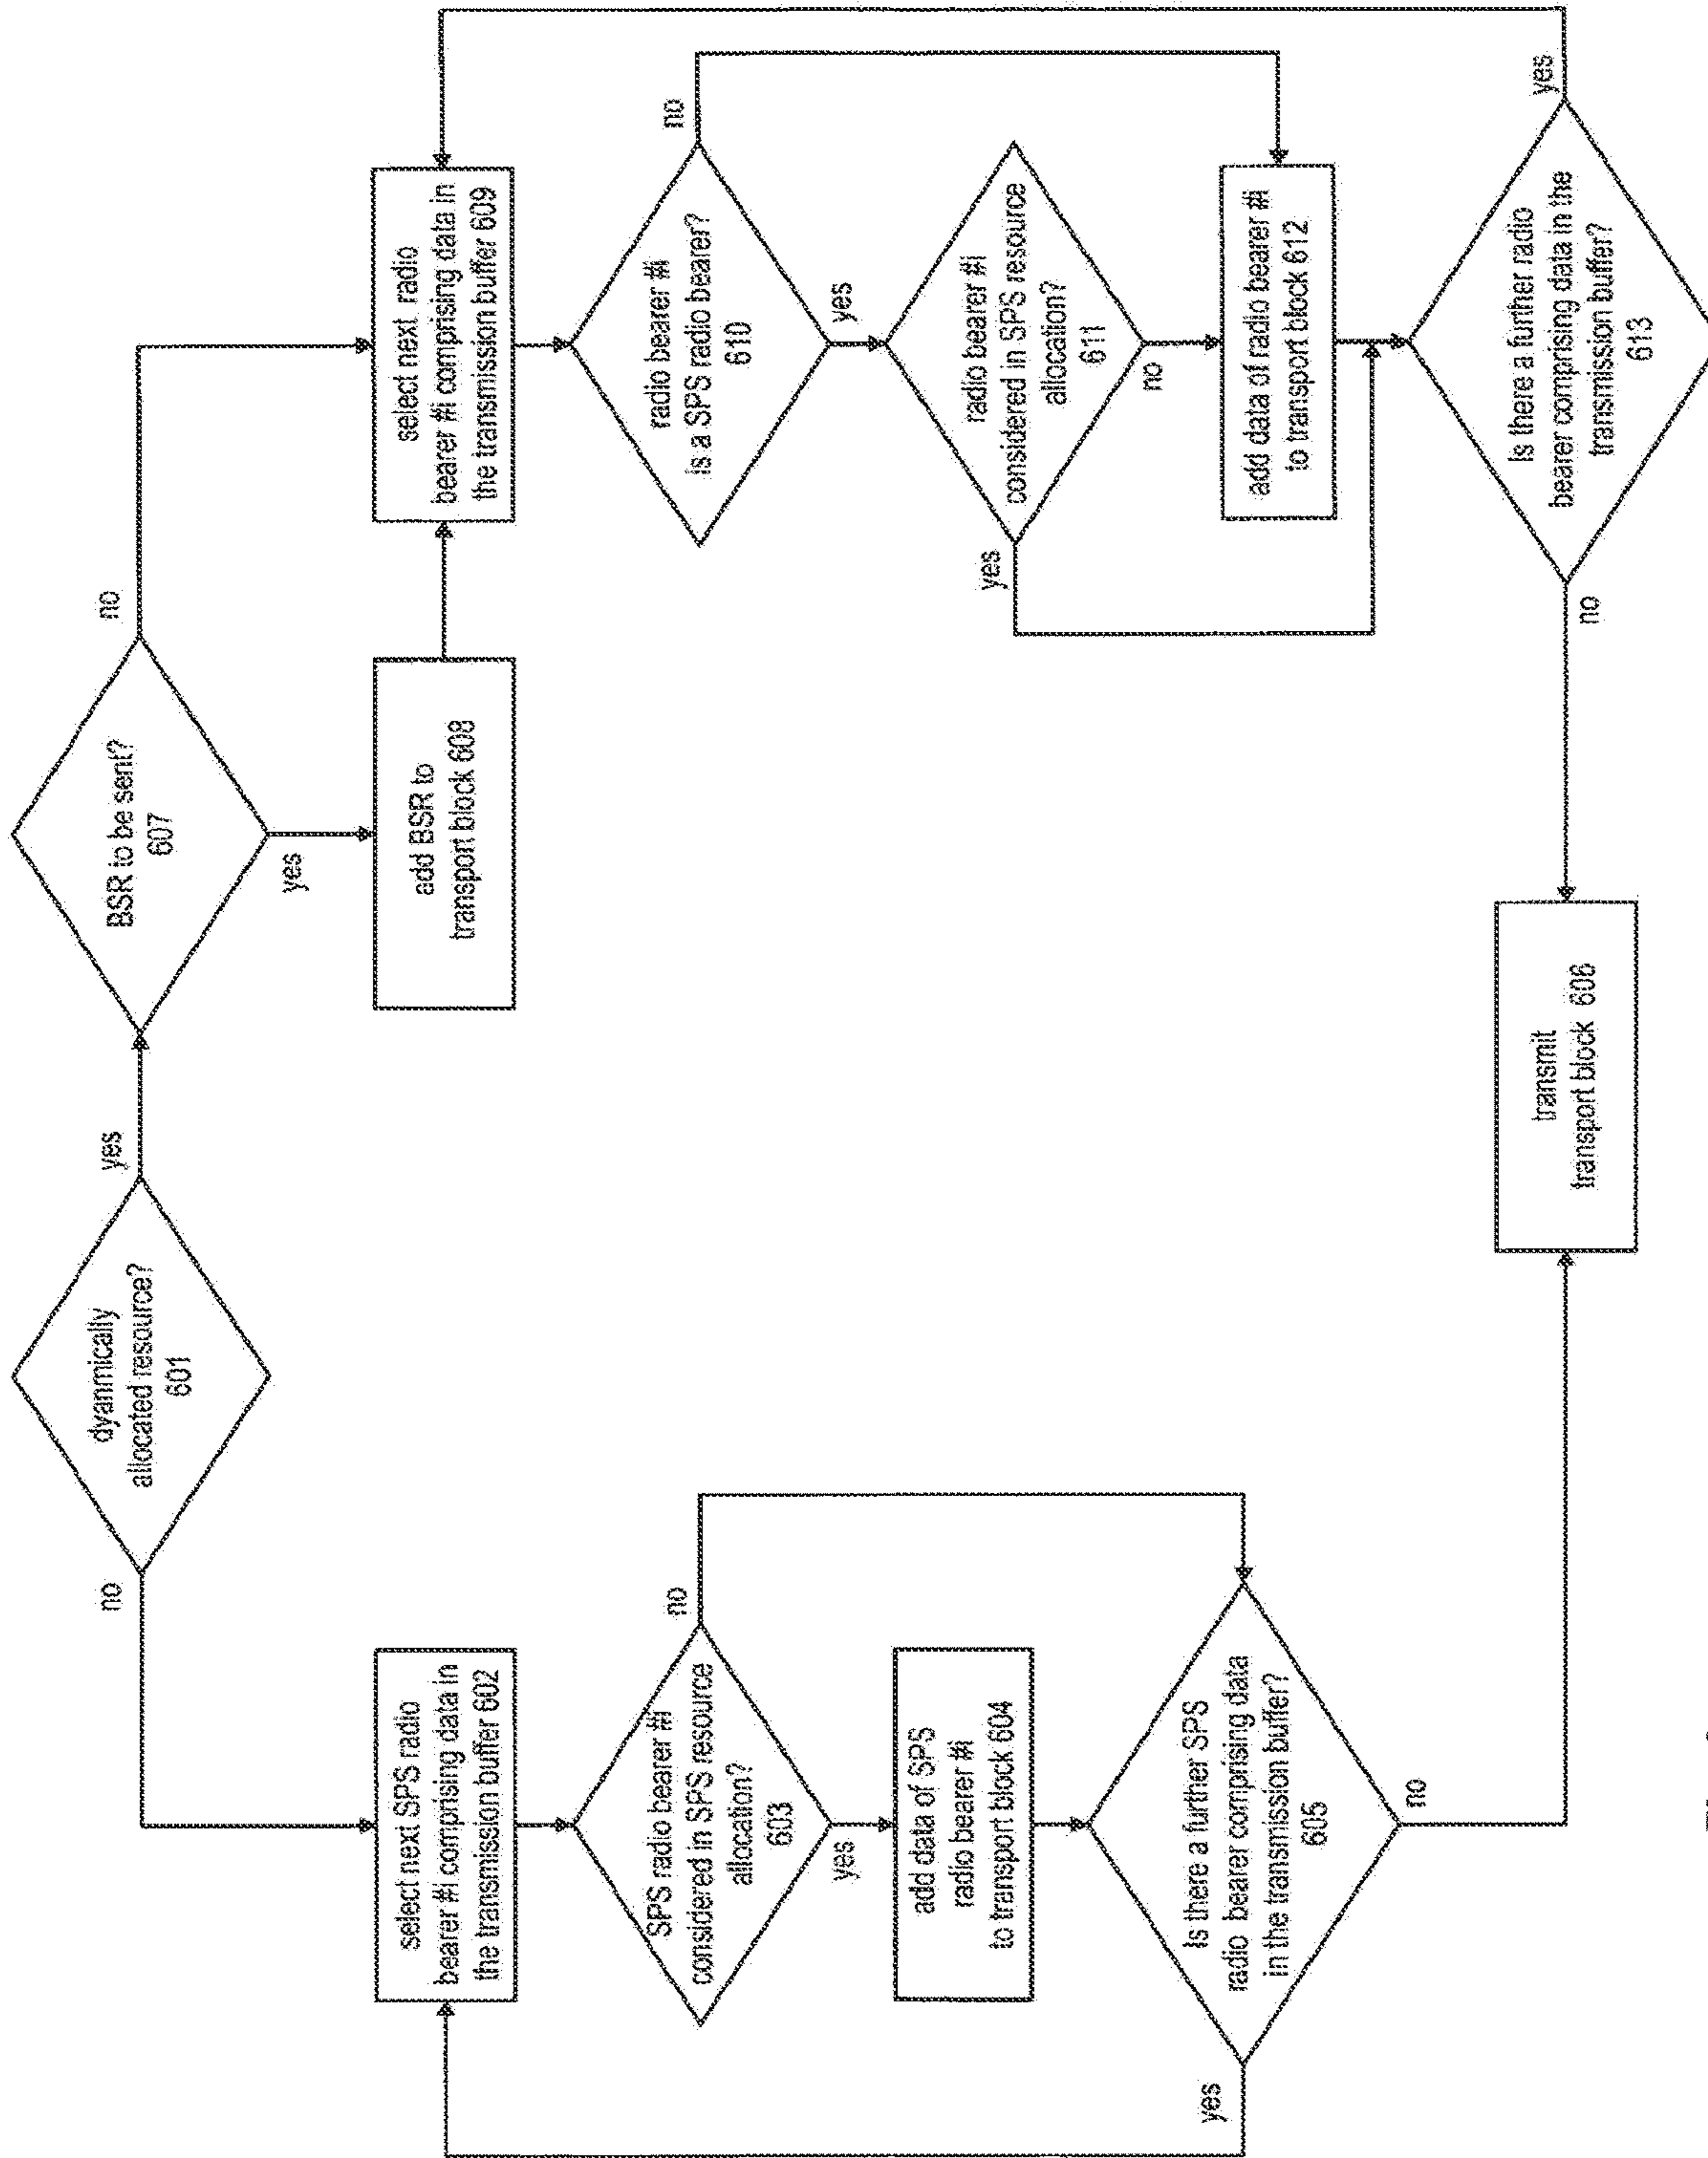 dyanmically
allocated resource?
601
no
yes
BSR to be sent?
607
no
yes
add BSR to
transport block 608
select next SPS radio
bearer #i comprising data in
the transmission buffer 602
SPS radio bearer #i
considered in SPS resource
allocation?
603
no
yes
add data of SPS
radio bearer #i
to transport block 604
Is there a further SPS
radio bearer comprising data
in the transmission buffer?
605
yes
no
select next radio
bearer #i comprising data in
the transmission buffer 609
radio bearer #i
is a SPS radio bearer?
610
no
yes
radio bearer #i
considered in SPS resource
allocation?
611
yes
no
add data of radio bearer #i
to transport block 612
Is there a further radio
bearer comprising data in the
transmission buffer?
613
no
yes
transmit
transport block 606